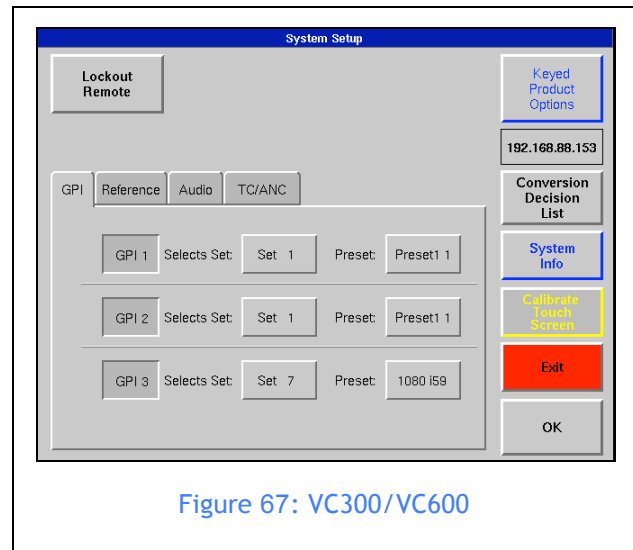 System Setup
Lockout
Remote
Keyed
Product
Options
192.168.88.153
GPI Reference Audio TC/ANC
Conversion
Decision
List
GPI 1 Selects Set: Set 1 Preset: Preset1 1
System
Info
GPI 2 Selects Set: Set 1 Preset: Preset1 1
Calibrate
Touch
Screen
GPI 3 Selects Set: Set 7 Preset: 1080 i59
Exit
OK
Figure 67: VC300/VC600